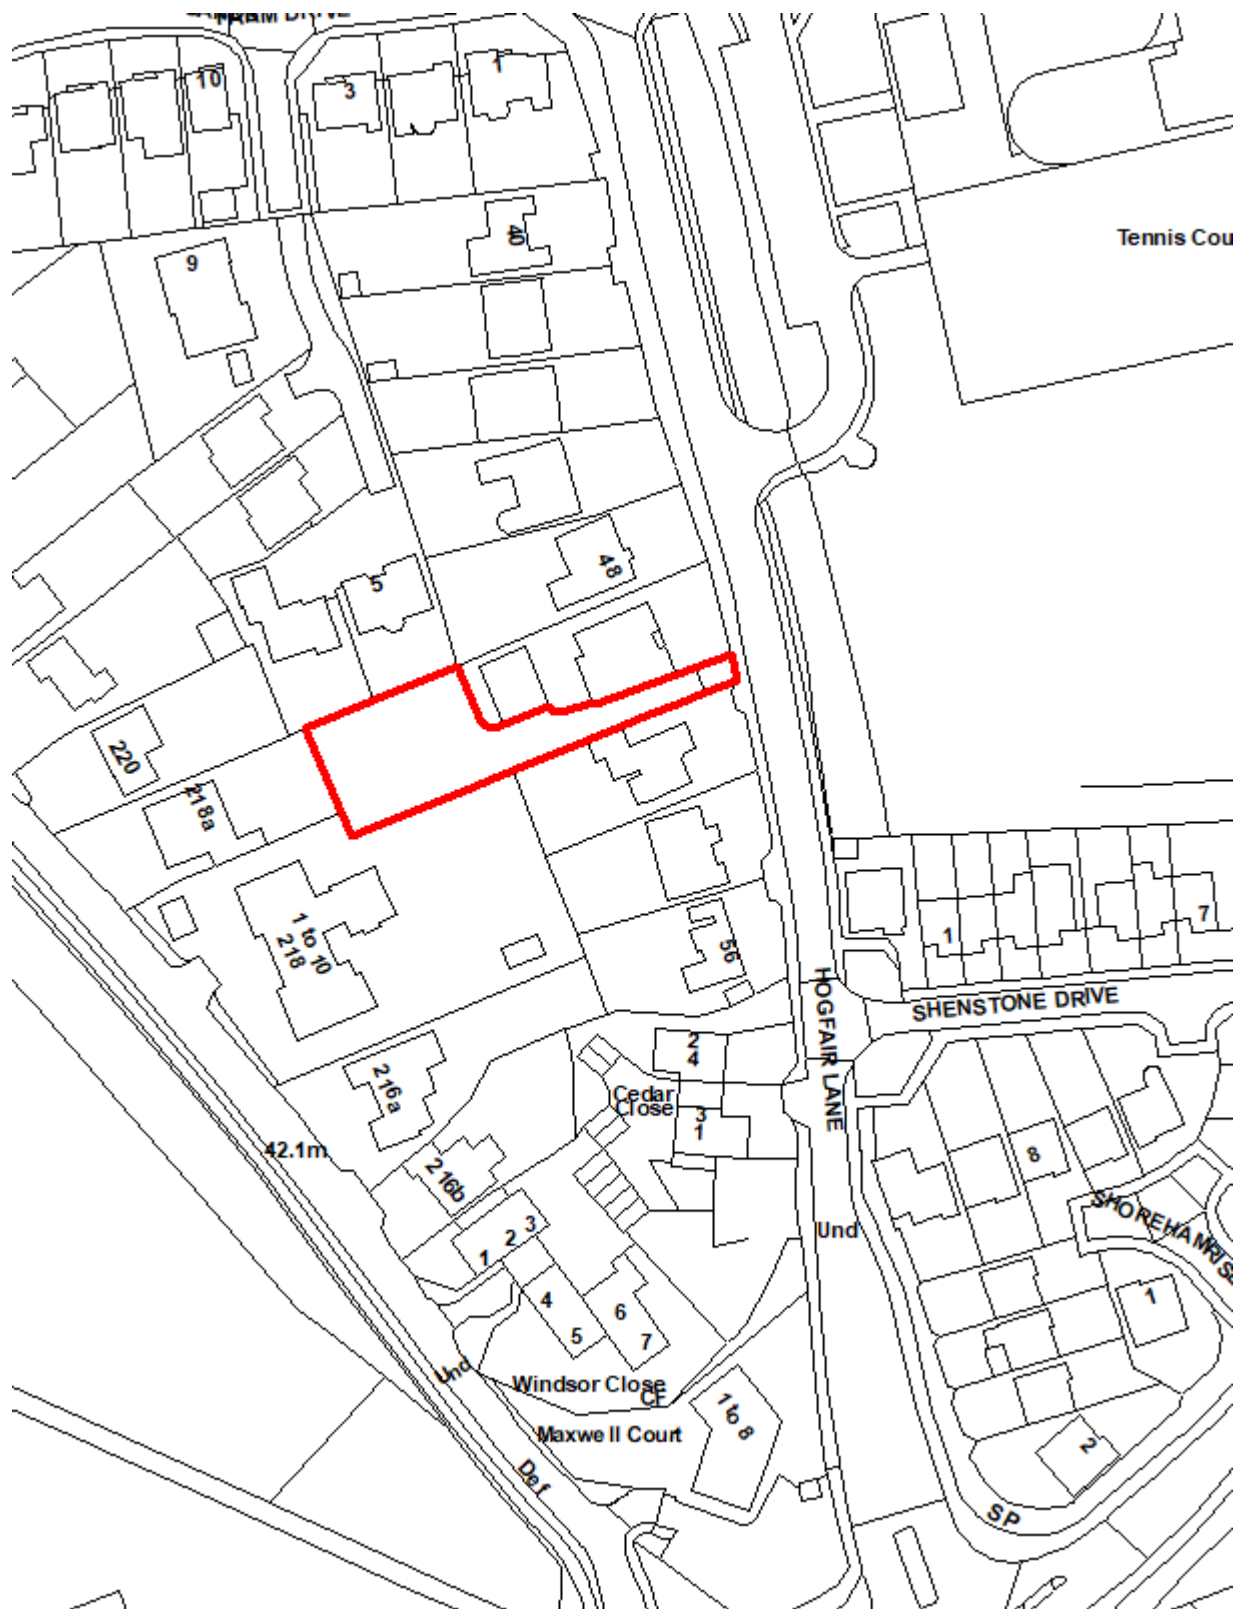 FARM DRIVE
10
3
1
40
9
Tennis Cou
48
5
220
218a
1 to 10
218
56
1
7
HOGFAIR LANE
SHENSTONE DRIVE
2
4
Cedar
Close
3
1
216a
42.1m
216b
8
SHOREHAM RISE
1
2
3
Und
4
5
6
7
1
Und
Windsor Close
CF
Maxwell Court
1 to 8
2
Def
SP